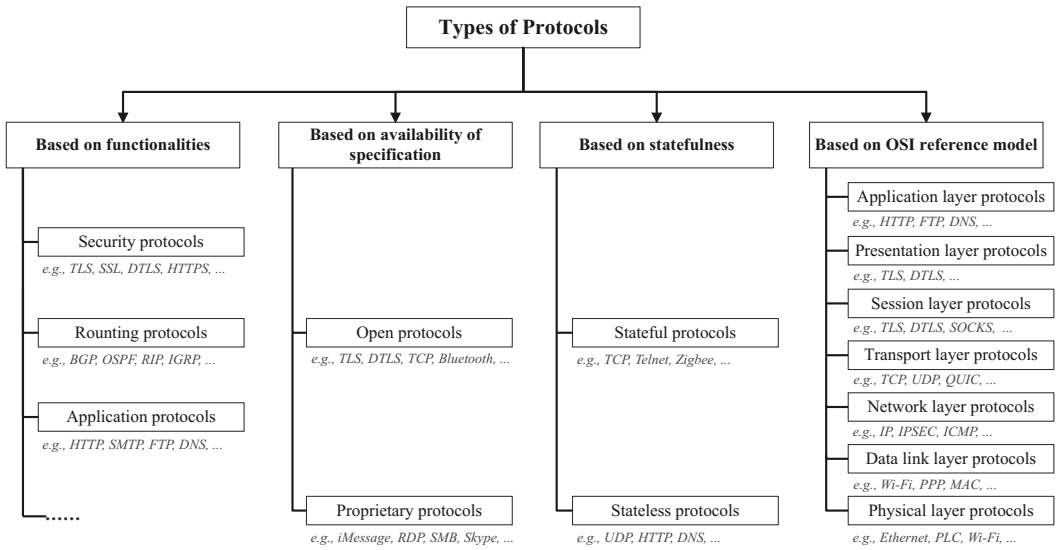 Types of Protocols
Based on functionalities
Security protocols
e.g., TLS, SSL, DTLS, HTTPS, ...
Rounting protocols
e.g., BGP, OSPF, RIP, IGRP, ...
Application protocols
e.g., HTTP, SMTP, FTP, DNS, ...
......
Based on availability of
specification
Open protocols
e.g., TLS, DTLS, TCP, Bluetooth, ...
Proprietary protocols
e.g., iMessage, RDP, SMB, Skype, ...
Based on statefulness
Stateful protocols
e.g., TCP, Telnet, Zigbee, ...
Stateless protocols
e.g., UDP, HTTP, DNS, ...
Based on OSI reference model
Application layer protocols
e.g., HTTP, FTP, DNS, ...
Presentation layer protocols
e.g., TLS, DTLS, ...
Session layer protocols
e.g., TLS, DTLS, SOCKS, ...
Transport layer protocols
e.g., TCP, UDP, QUIC, ...
Network layer protocols
e.g., IP, IPSEC, ICMP, ...
Data link layer protocols
e.g., Wi-Fi, PPP, MAC, ...
Physical layer protocols
e.g., Ethernet, PLC, Wi-Fi, ...